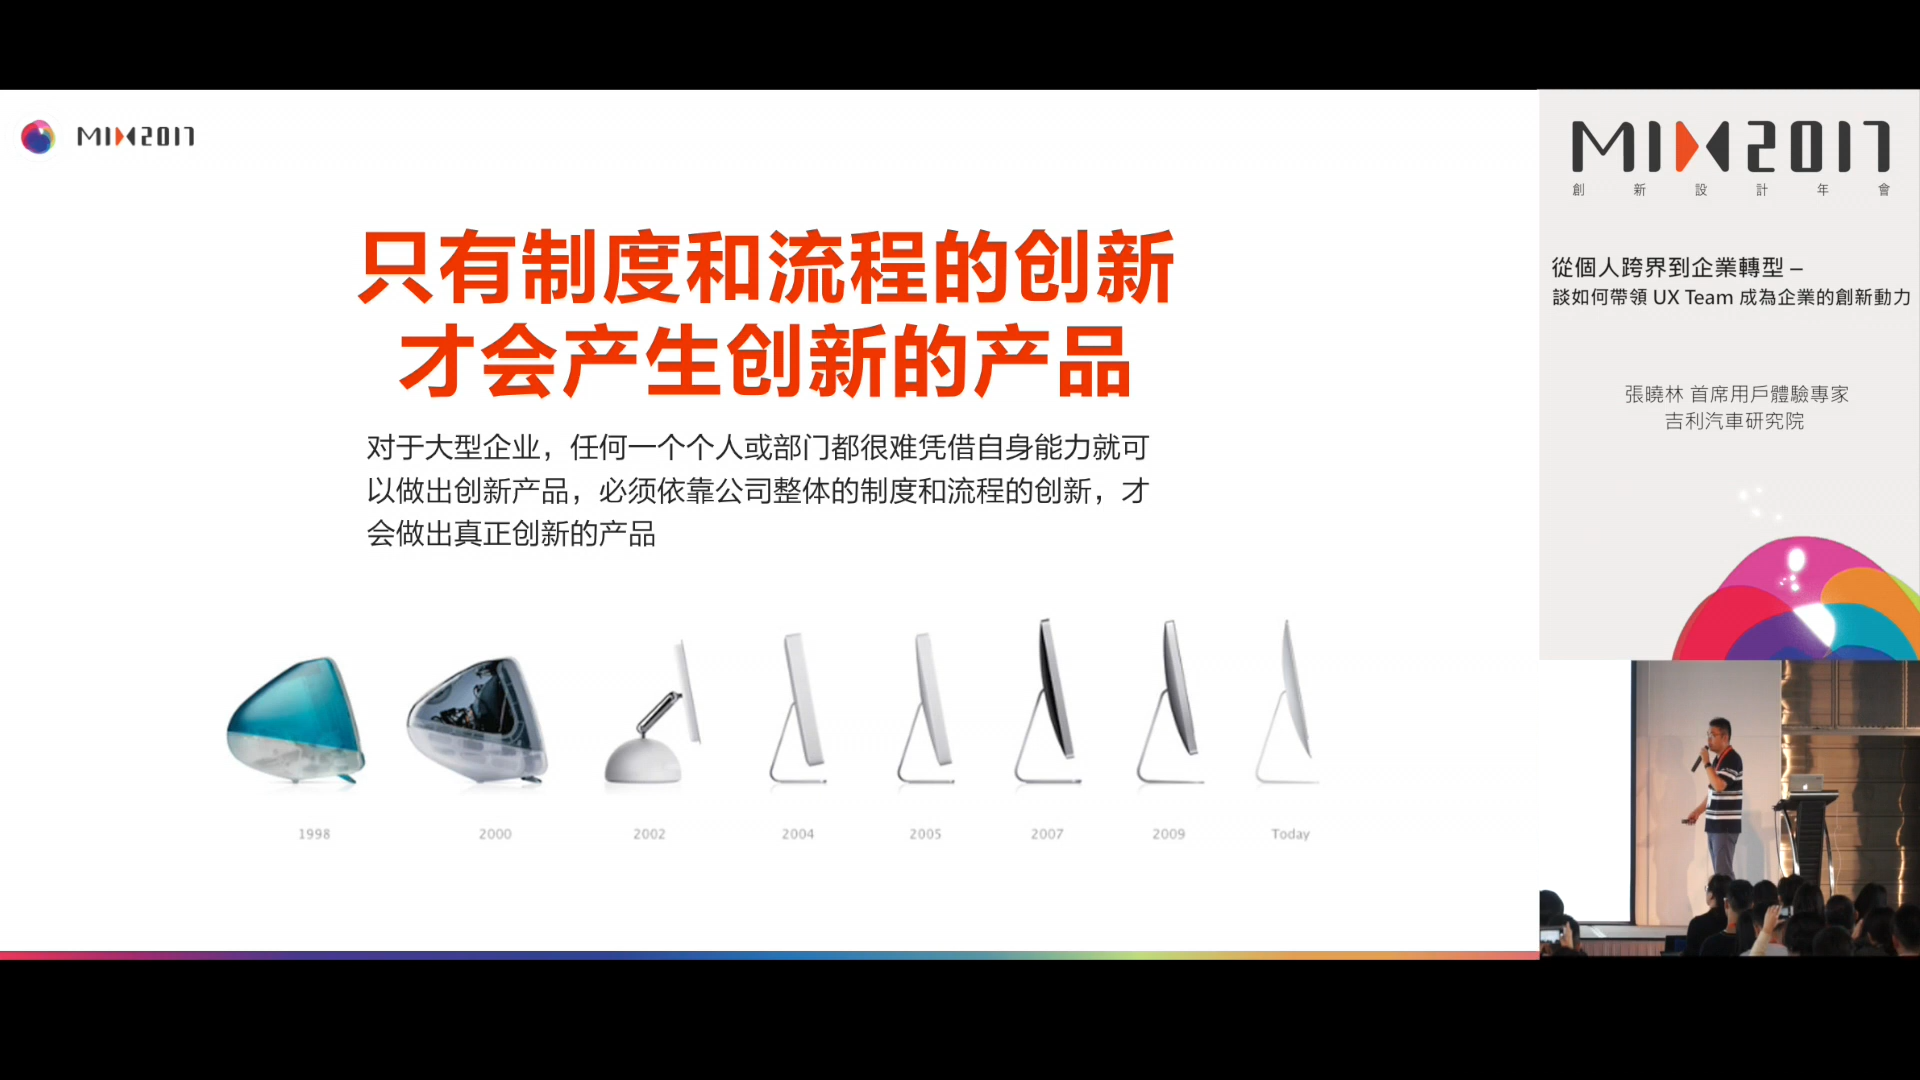 MIX2017
只有制度和流程的创新
才会产生创新的产品
对于大型企业，任何一个个人或部门都很难凭借自身能力就可
以做出创新产品，必须依靠公司整体的制度和流程的创新，才
会做出真正创新的产品
1998 2000 2002 2004 2005 2007 2009 Today
MIX2017
創新設計年會
從個人跨界到企業轉型 –
談如何帶領 UX Team 成為企業的創新動力
張曉林 首席用戶體驗專家
吉利汽車研究院